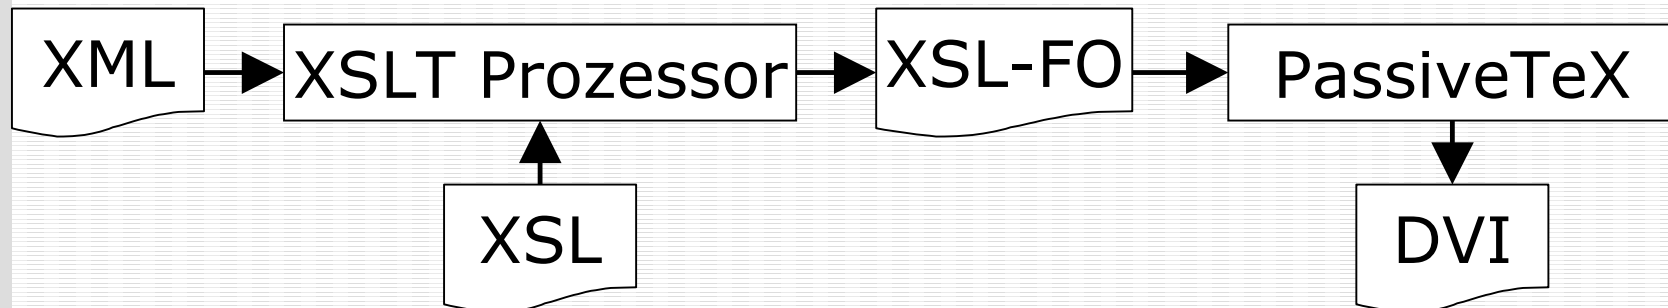 XML
XSLT Prozessor
XSL-FO
PassiveTeX
XSL
DVI